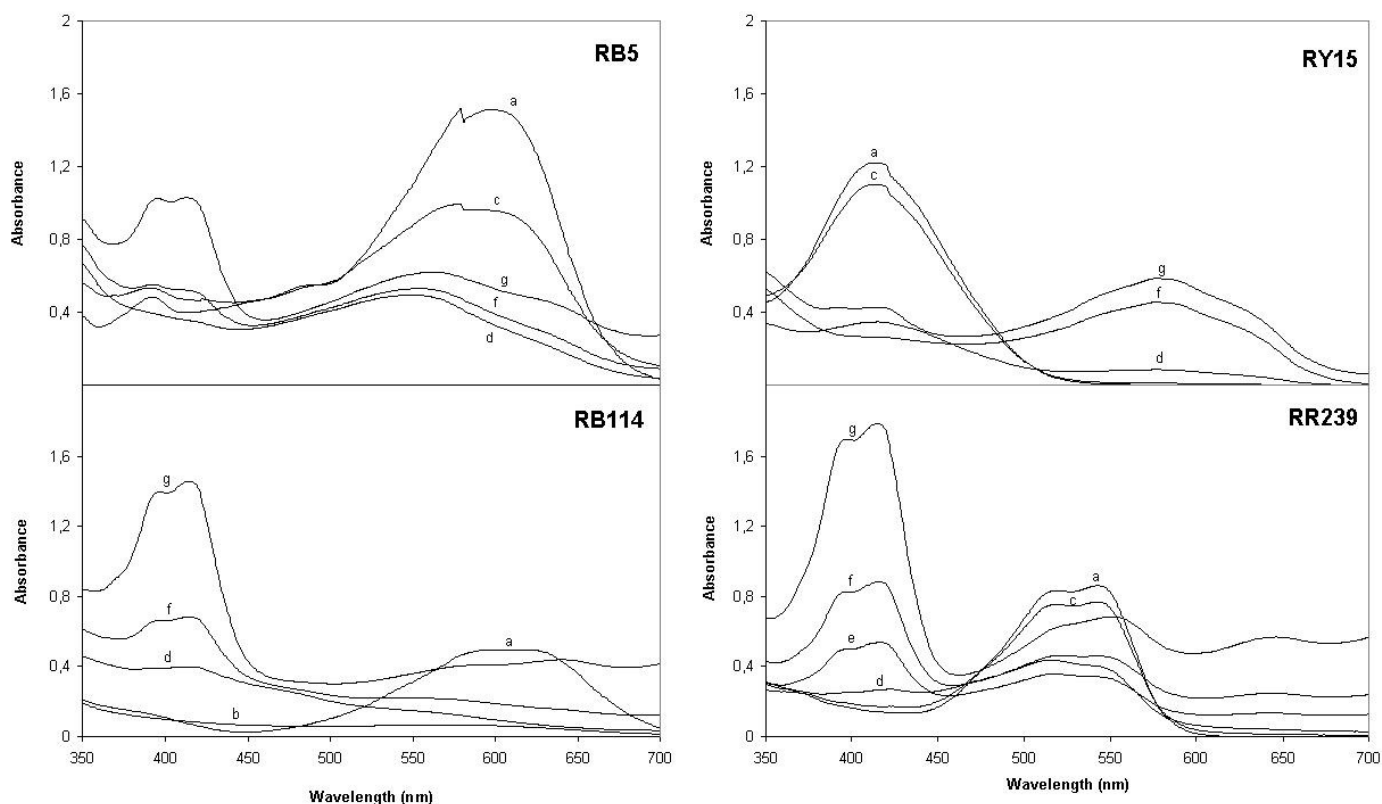 2
1,6
1,2
0,8
0,4
Absorbance
RB5
a
c
g
f
d
2
1,6
1,2
0,8
0,4
Absorbance
RY15
a
c
g
f
d
1,6
1,2
0,8
0,4
0
Absorbance
RB114
g
f
d
b
a
350 400 450 500 550 600 650 700
Wavelength (nm)
1,6
1,2
0,8
0,4
0
Absorbance
RR239
g
f
e
d
a
c
350 400 450 500 550 600 650 700
Wavelength (nm)